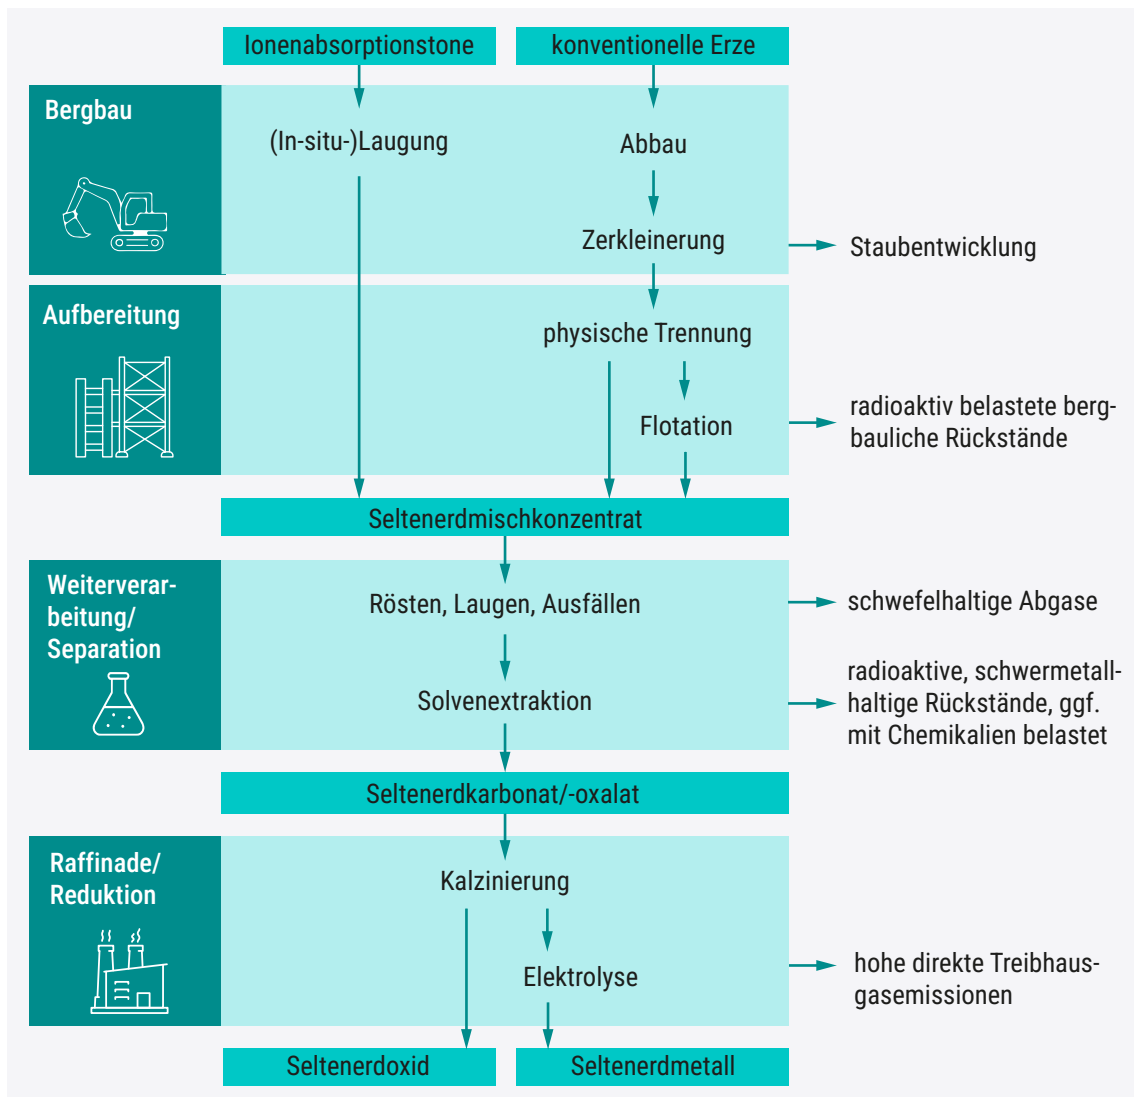 Ionenabsorptionstone
konventionelle Erze
Bergbau
(In-situ-)Laugung
Abbau
Zerkleinerung
Staubentwicklung
Aufbereitung
physische Trennung
Flotation
radioaktiv belastete berg-
bauliche Rückstände
Seltenerdmischkonzentrat
Weiterverar-
beitung/
Separation
Rösten, Laugen, Ausfällen
schwefelhaltige Abgase
Solvenextraktion
radioaktive, schwermetall-
haltige Rückstände, ggf.
mit Chemikalien belastet
Seltenerdkarbonat/-oxalat
Raffinade/
Reduktion
Kalzinierung
Elektrolyse
hohe direkte Treibhaus-
gasemissionen
Seltenerdoxid
Seltenerdmetall